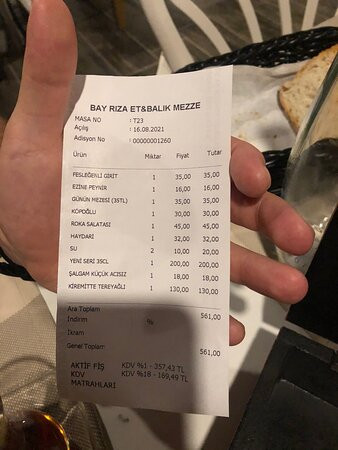 BAY RIZA ET&BALIK MEZZE
MASA NO : T23
Açılış : 16.08.2021
Adisyon No : 00000001260
Ürün Miktar Fiyat Tutar
FESLEĞENLİ GİRİT 1 35,00 35,00
EZİNE PEYNİR 1 16,00 16,00
GÜNÜN MEZESİ (35TL) 1 35,00 35,00
KÖPOĞLU 1 30,00 30,00
ROKA SALATASI 1 45,00 45,00
HAYDARİ 1 32,00 32,00
SU 2 10,00 20,00
YENİ SERİ 35CL 1 200,00 200,00
ŞALGAM KÜÇÜK ACISIZ 1 18,00 18,00
KİREMİTTE TEREYAĞLI 1 130,00 130,00
Ara Toplam 561,00
İndirim %
İkram
Genel Toplam 561,00
AKTİF FİŞ KDV %1 - 357,43 TL
KDV KDV %18 - 169,49 TL
MATRAHLARI